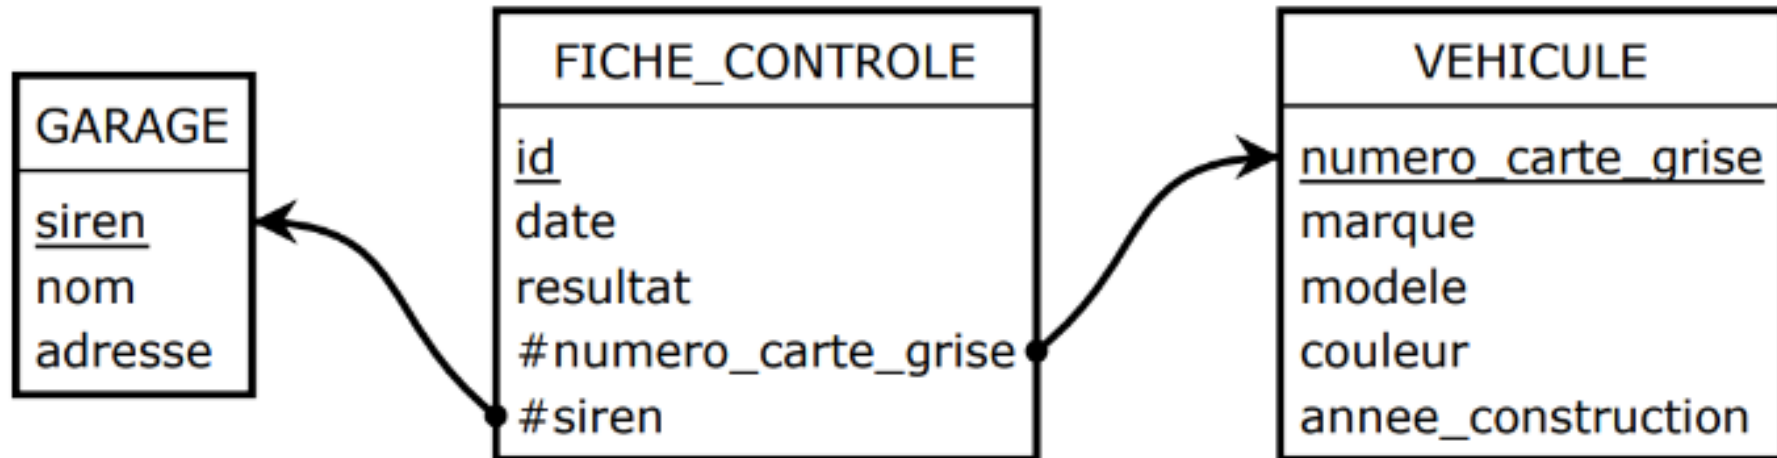 GARAGE
siren
nom
adresse
FICHE_CONTROLE
id
date
resultat
#numero_carte_grise
#siren
VEHICULE
numero_carte_grise
marque
modele
couleur
annee_construction